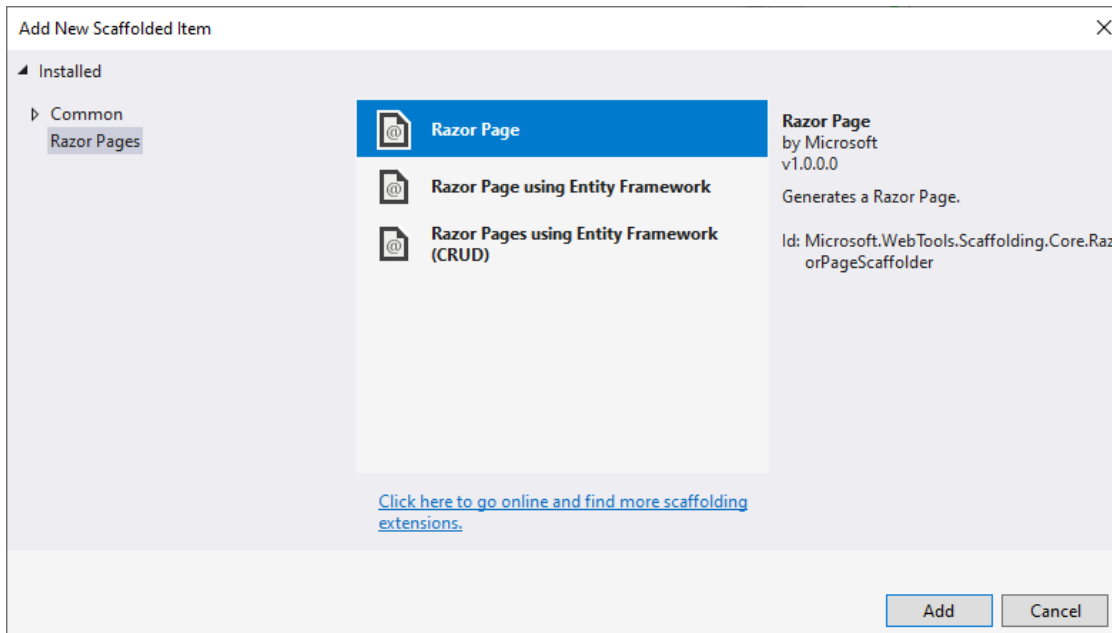 Add New Scaffolded Item
Installed
Common
Razor Pages
Razor Page
Razor Page using Entity Framework
Razor Pages using Entity Framework
(CRUD)
Click here to go online and find more scaffolding
extensions.
Razor Page
by Microsoft
v1.0.0.0
Generates a Razor Page.
Id: Microsoft.WebTools.Scaffolding.Core.Raz
orPageScaffolder
Add
Cancel